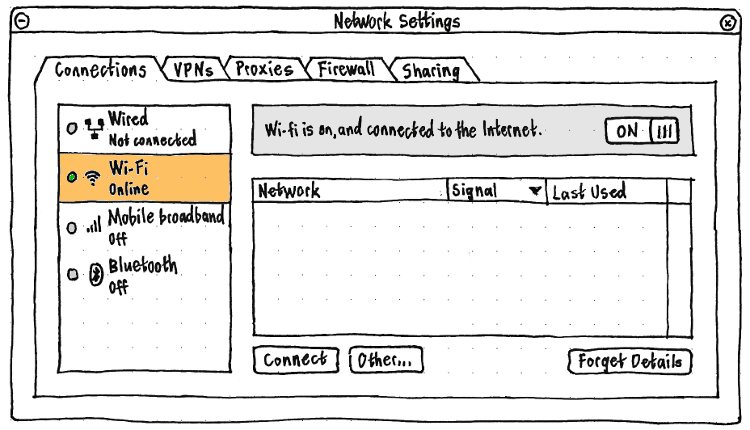 Network Settings
Connections VPNs Proxies Firewall Sharing
Wired
Not connected
Wi-Fi
Online
Mobile broadband
Off
Bluetooth
Off
Wi-fi is on, and connected to the Internet. ON
Network Signal Last Used
Connect Other... Forget Details